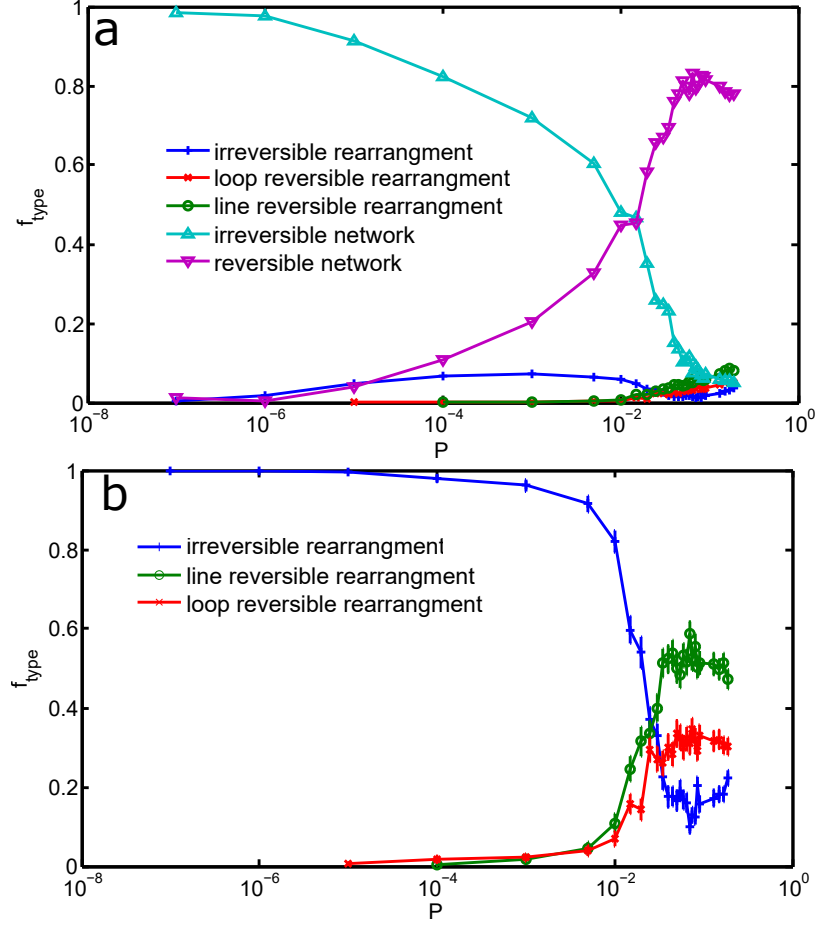 a
1
0.8
0.6
0.4
0.2
0
f_type
irreversible rearrangment
loop reversible rearrangment
line reversible rearrangment
irreversible network
reversible network
10^−8 10^−6 10^−4 10^−2 10^0
P
b
1
0.8
0.6
0.4
0.2
0
f_type
irreversible rearrangment
line reversible rearrangment
loop reversible rearrangment
10^−8 10^−6 10^−4 10^−2 10^0
P